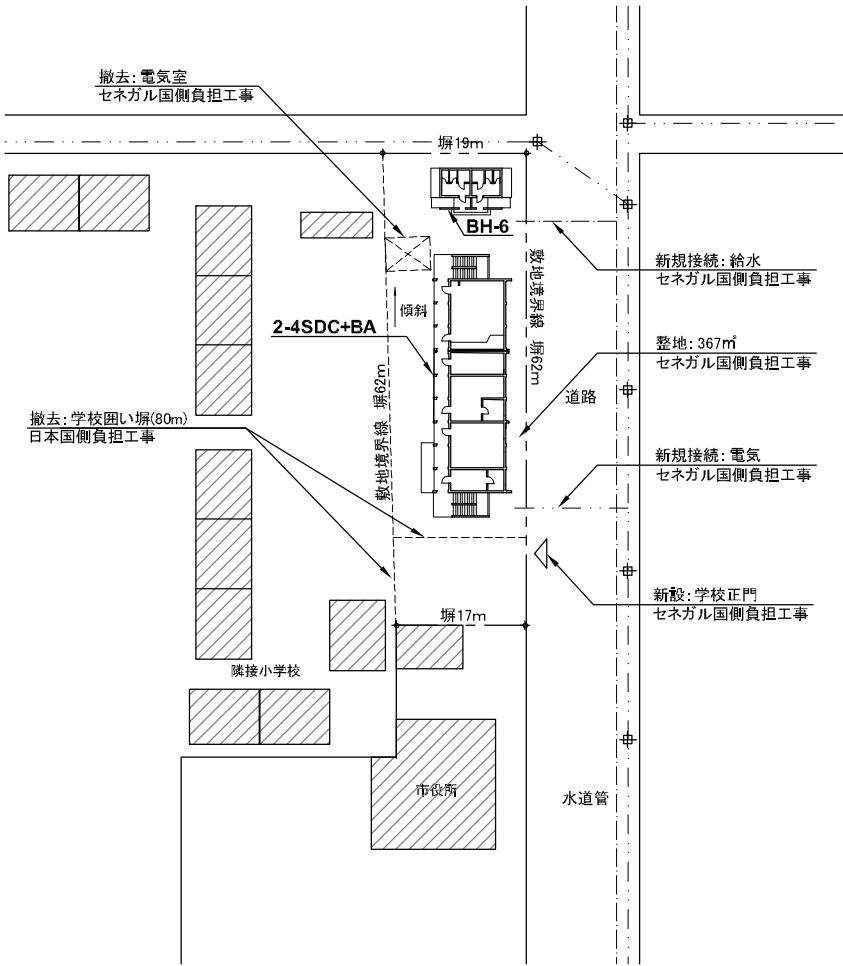 撤去：電気室
セネガル国側負担工事
塀19m
BH-6
敷地境界線 塀62m
新規接続：給水
セネガル国側負担工事
傾斜
2-4SDC+BA
整地：367㎡
セネガル国側負担工事
敷地境界線 塀62m
道路
撤去：学校囲い塀(80m)
日本国側負担工事
新規接続：電気
セネガル国側負担工事
新設：学校正門
セネガル国側負担工事
塀17m
隣接小学校
市役所
水道管